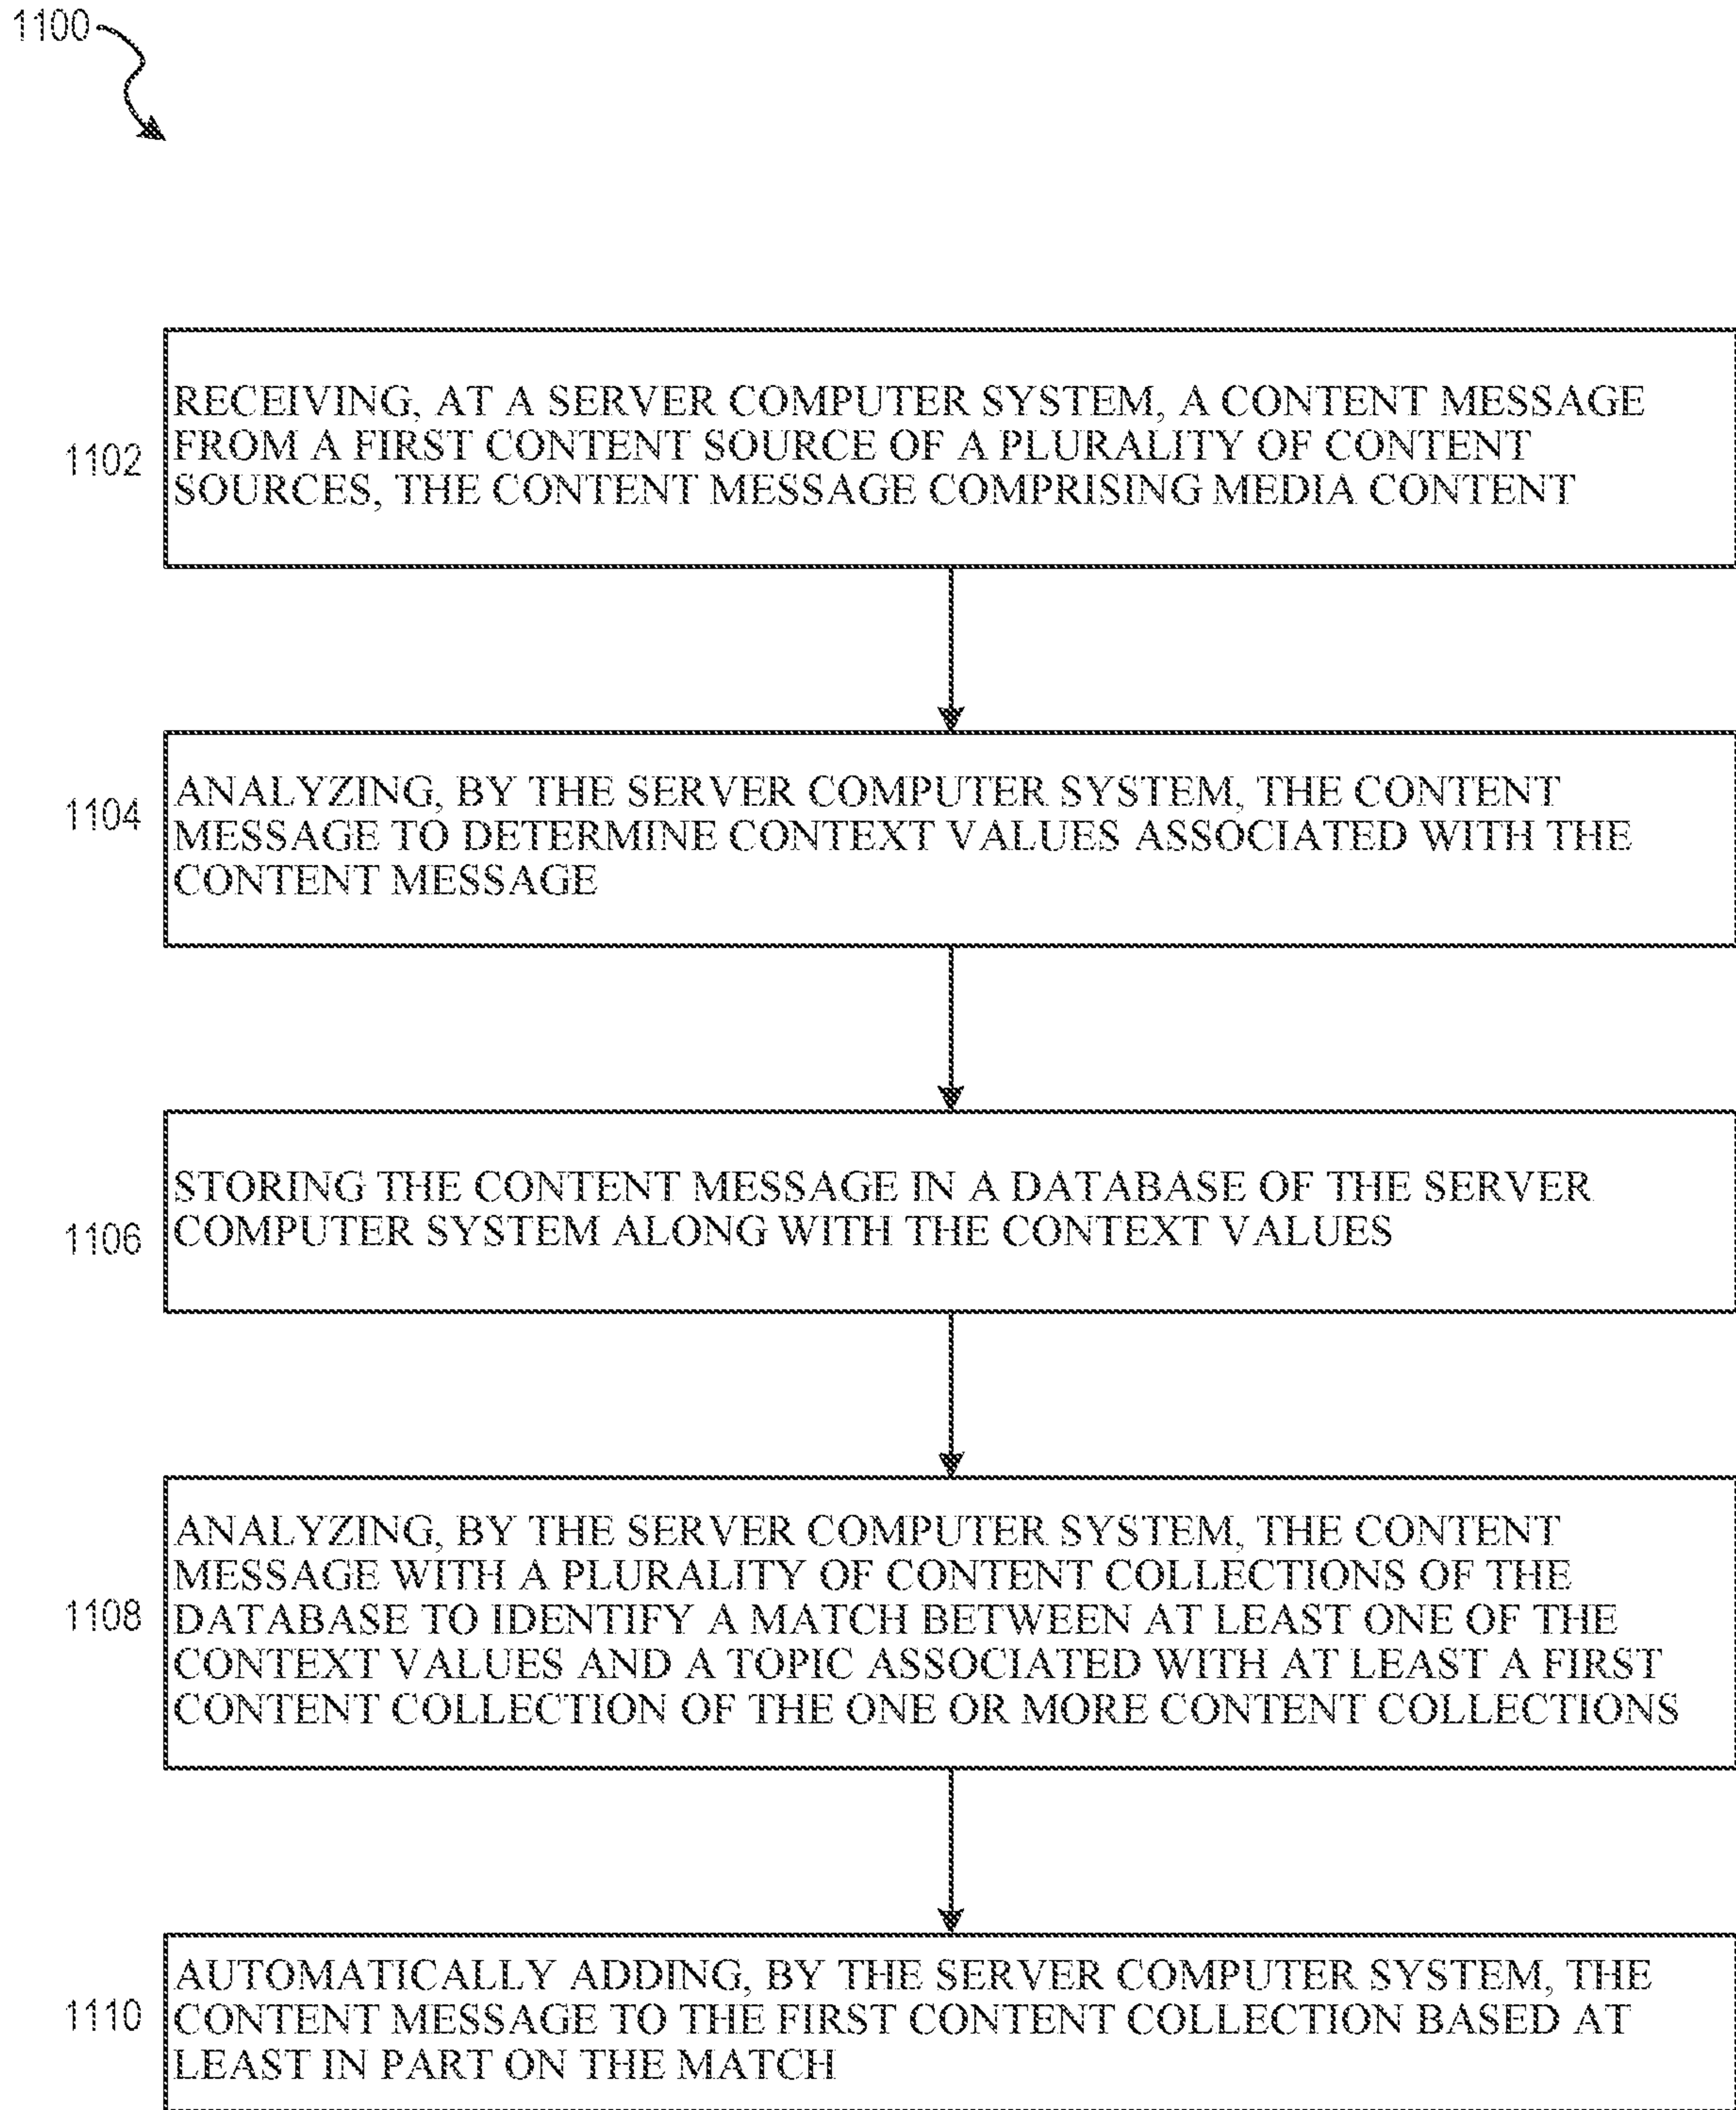 1100
1102
RECEIVING, AT A SERVER COMPUTER SYSTEM, A CONTENT MESSAGE
FROM A FIRST CONTENT SOURCE OF A PLURALITY OF CONTENT
SOURCES, THE CONTENT MESSAGE COMPRISING MEDIA CONTENT
1104
ANALYZING, BY THE SERVER COMPUTER SYSTEM, THE CONTENT
MESSAGE TO DETERMINE CONTEXT VALUES ASSOCIATED WITH THE
CONTENT MESSAGE
1106
STORING THE CONTENT MESSAGE IN A DATABASE OF THE SERVER
COMPUTER SYSTEM ALONG WITH THE CONTEXT VALUES
1108
ANALYZING, BY THE SERVER COMPUTER SYSTEM, THE CONTENT
MESSAGE WITH A PLURALITY OF CONTENT COLLECTIONS OF THE
DATABASE TO IDENTIFY A MATCH BETWEEN AT LEAST ONE OF THE
CONTEXT VALUES AND A TOPIC ASSOCIATED WITH AT LEAST A FIRST
CONTENT COLLECTION OF THE ONE OR MORE CONTENT COLLECTIONS
1110
AUTOMATICALLY ADDING, BY THE SERVER COMPUTER SYSTEM, THE
CONTENT MESSAGE TO THE FIRST CONTENT COLLECTION BASED AT
LEAST IN PART ON THE MATCH